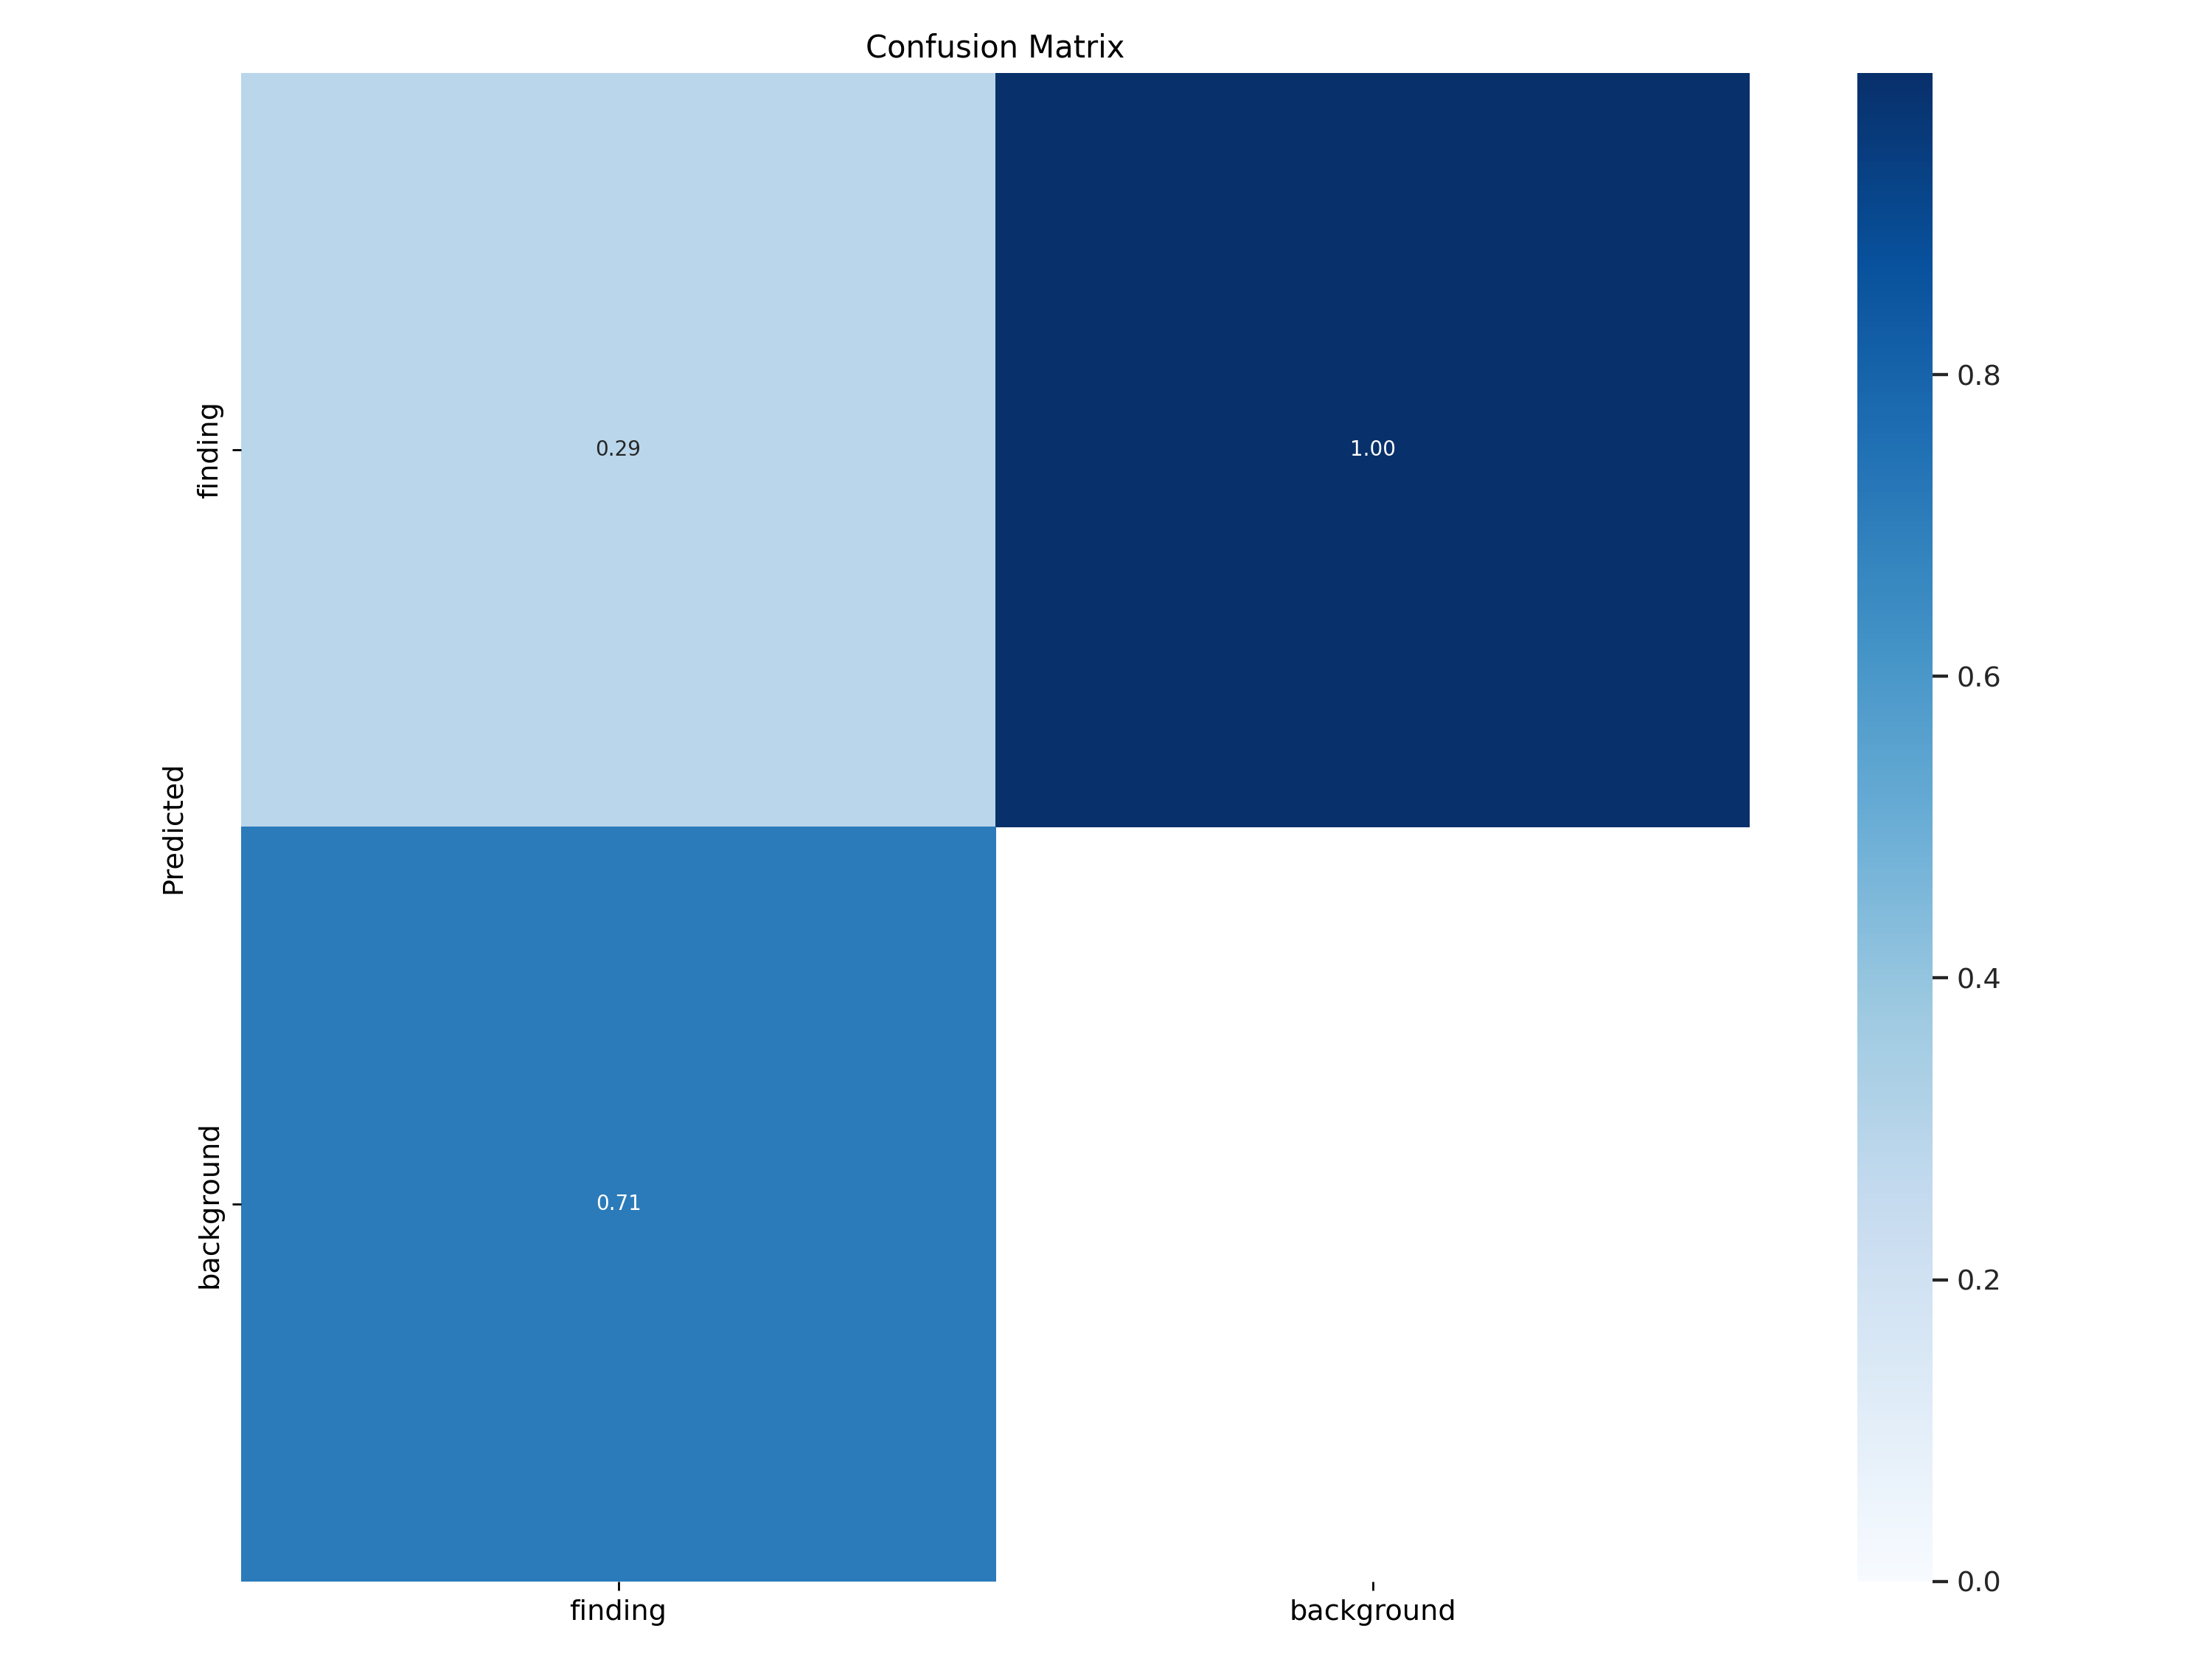 Confusion Matrix
finding
0.29
1.00
Predicted
background
0.71
finding
background
0.8
0.6
0.4
0.2
0.0